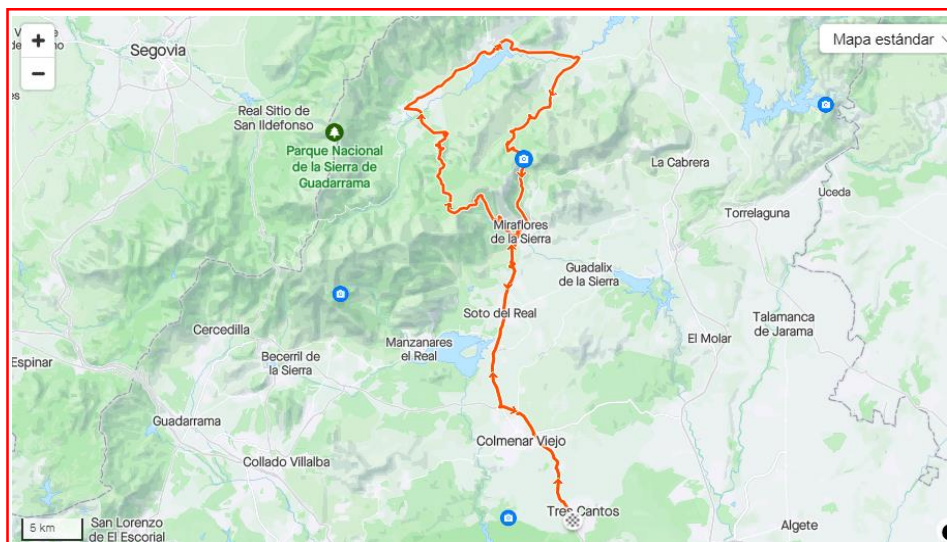 +
−
Segovia
Mapa estándar
Real Sitio de
San Ildefonso
Parque Nacional
de la Sierra de
Guadarrama
La Cabrera
Uceda
Torrelaguna
Miraflores
de la Sierra
Guadalix
de la Sierra
Soto del Real
Talamanca
de Jarama
Cercedilla
Manzanares
el Real
El Molar
Espinar
Becerril de
la Sierra
Guadarrama
Colmenar Viejo
Collado Villalba
Tres Cantos
5 km
San Lorenzo
de El Escorial
Algete